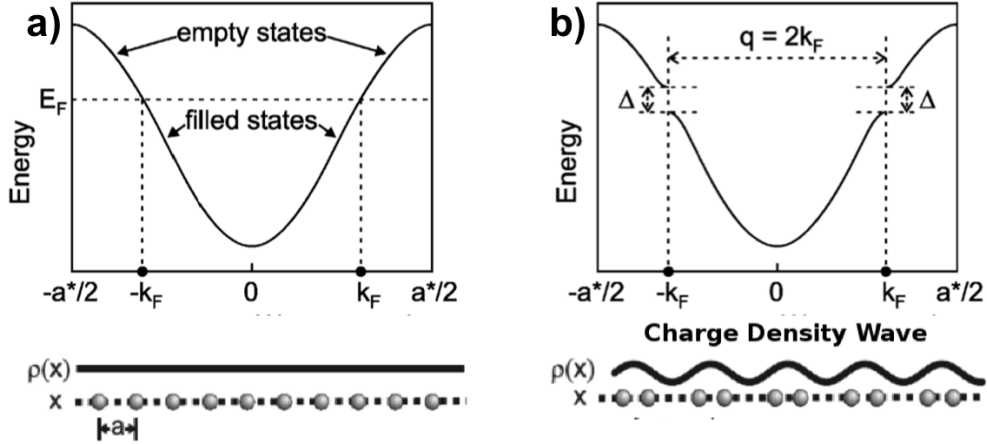 a)
empty states
E_F
filled states
Energy
-a*/2 -k_F 0 k_F a*/2
ρ(x)
x
a
b)
q = 2k_F
Δ Δ
Energy
-a*/2 -k_F 0 k_F a*/2
Charge Density Wave
ρ(x)
x